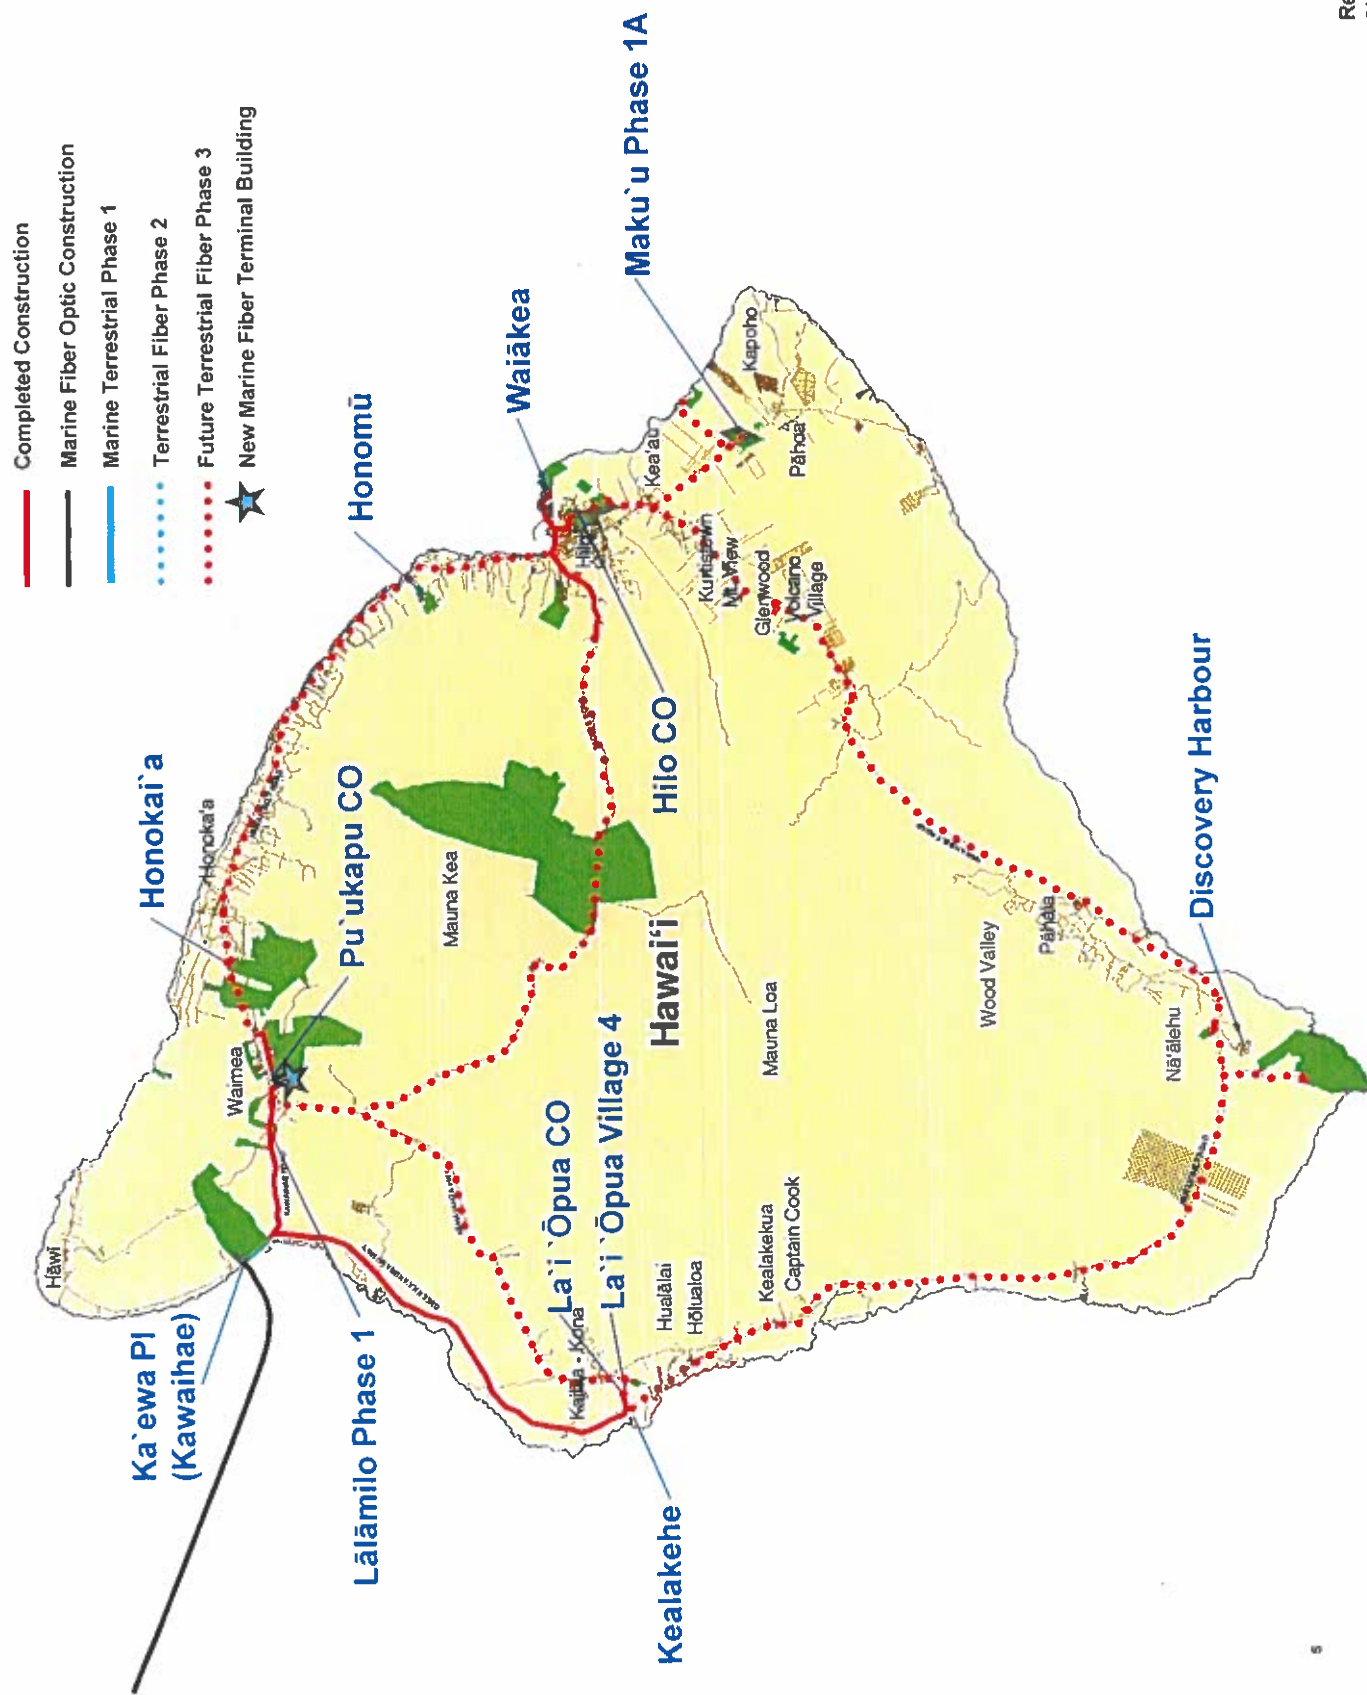 Completed Construction
Marine Fiber Optic Construction
Marine Terrestrial Phase 1
Terrestrial Fiber Phase 2
Future Terrestrial Fiber Phase 3
New Marine Fiber Terminal Building
Honokai`a
Pu`ukapu CO
Honomū
Waiākea
Maku`u Phase 1A
Hilo CO
Ka`ewa PI
(Kawaihae)
Lālāmilo Phase 1
La`i `Ōpua CO
La`i `Ōpua Village 4
Kealakehe
Discovery Harbour
Hawai‘i
Hāwī
Waimea
Honoka‘a
Mauna Kea
Hilo
Kea‘au
Kapoho
Pāhoa
Kurtistown
Mt. View
Glenwood
Volcano
Village
Mauna Loa
Wood Valley
Pāhala
Nā‘ālehu
Kailua - Kona
Hualālai
Hōlualoa
Kealakekua
Captain Cook
Re
5